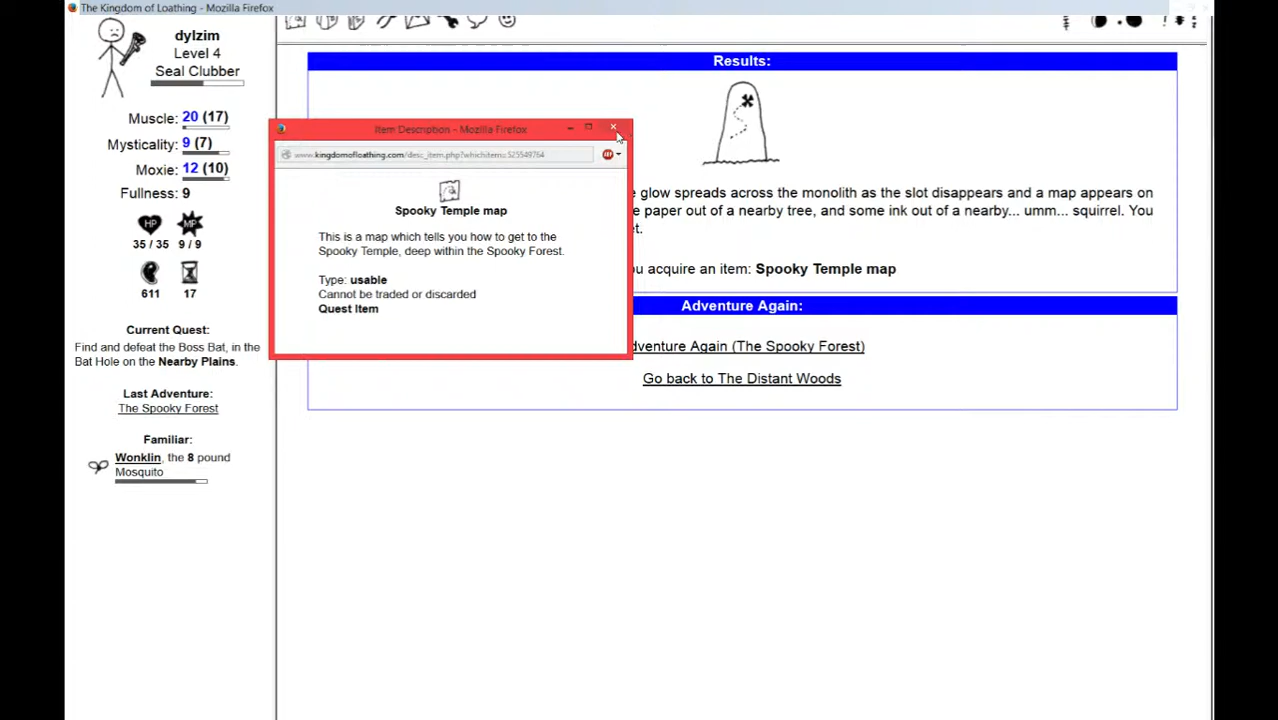 The Kingdom of Loathing - Mozilla Firefox
dylzim
Level 4
Seal Clubber
Muscle: 20 (17)
Mysticality: 9 (7)
Moxie: 12 (10)
Fullness: 9
HP MP
35 / 35 9 / 9
611 17
Current Quest:
Find and defeat the Boss Bat, in the
Bat Hole on the Nearby Plains.
Last Adventure:
The Spooky Forest
Familiar:
Wonklin, the 8 pound
Mosquito
Item Description - Mozilla Firefox
Spooky Temple map
This is a map which tells you how to get to the
Spooky Temple, deep within the Spooky Forest.
Type: usable
Cannot be traded or discarded
Quest Item
Results:
glow spreads across the monolith as the slot disappears and a map appears on
paper out of a nearby tree, and some ink out of a nearby... umm... squirrel. You
acquire an item: Spooky Temple map
Adventure Again:
Adventure Again (The Spooky Forest)
Go back to The Distant Woods